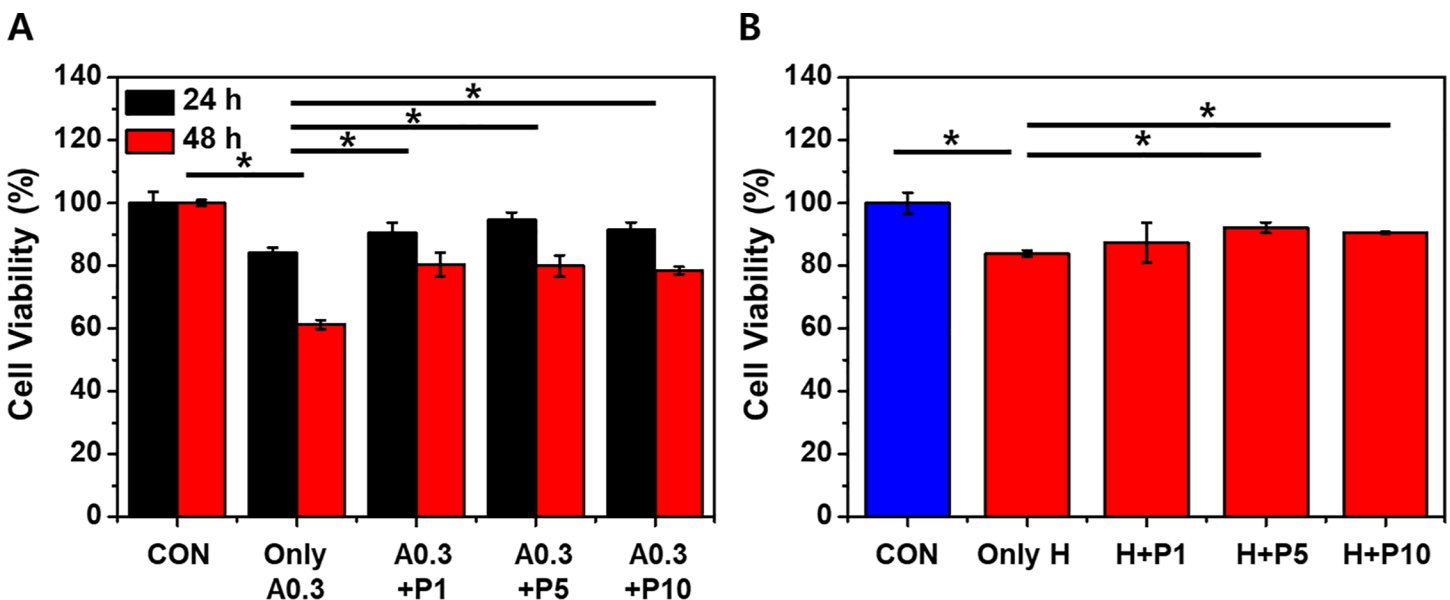 A
Cell Viability (%)
140
120
100
80
60
40
20
0
24 h
48 h
*
*
*
*
CON
Only
A0.3
A0.3
+P1
A0.3
+P5
A0.3
+P10
B
Cell Viability (%)
140
120
100
80
60
40
20
0
*
*
*
CON
Only H
H+P1
H+P5
H+P10